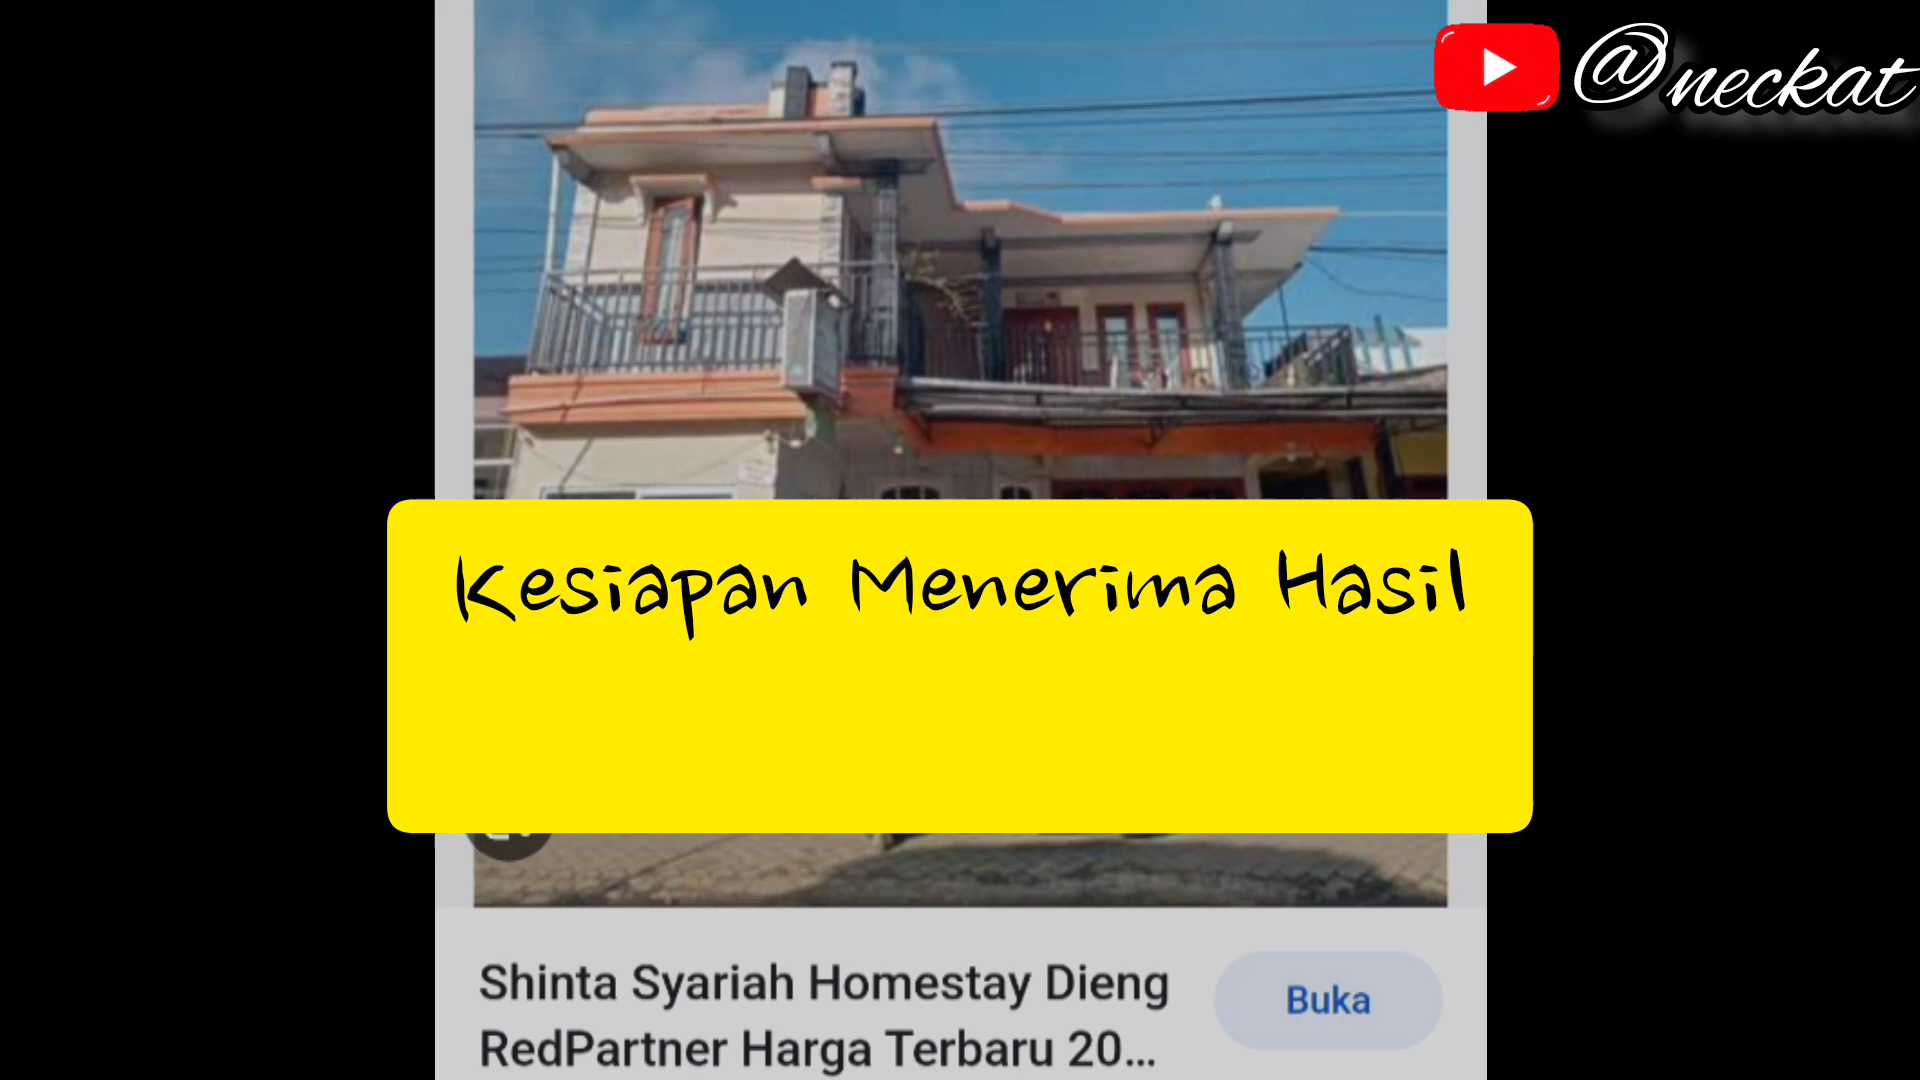 @neckat
Kesiapan Menerima Hasil
Shinta Syariah Homestay Dieng
RedPartner Harga Terbaru 20...
Buka